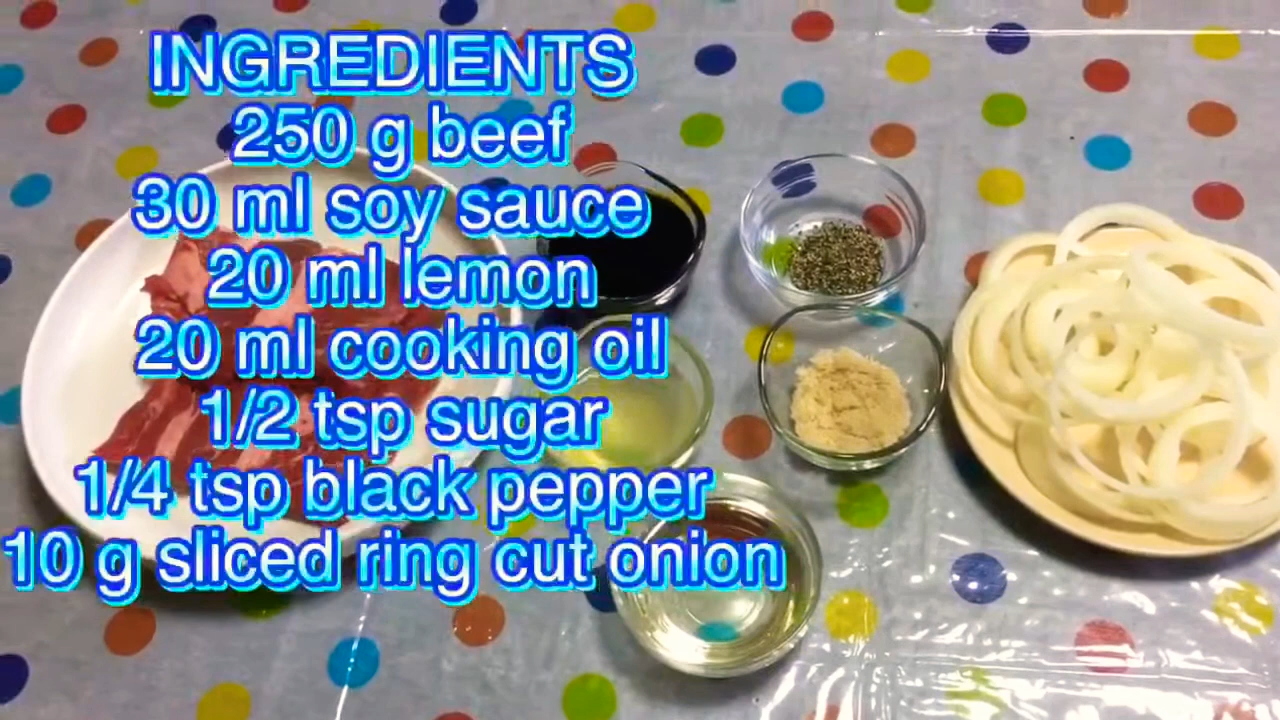 INGREDIENTS
250 g beef
30 ml soy sauce
20 ml lemon
20 ml cooking oil
1/2 tsp sugar
1/4 tsp black pepper
10 g sliced ring cut onion